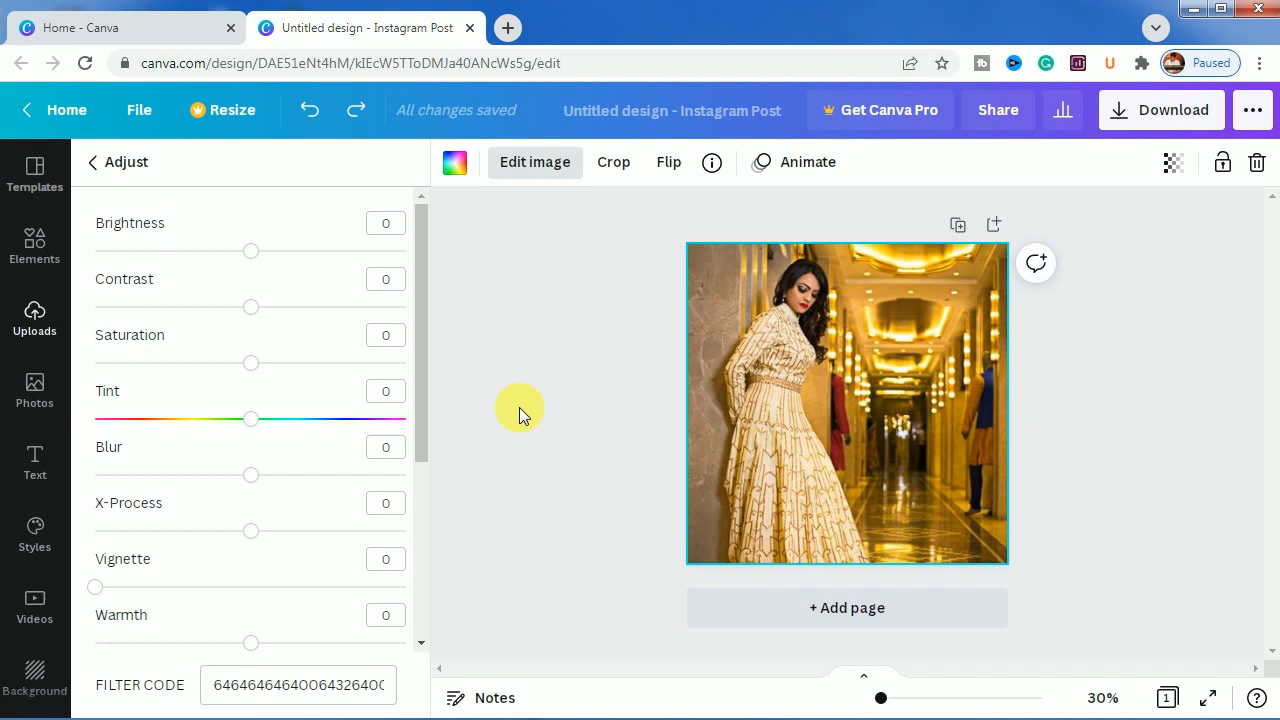 Home - Canva
Untitled design - Instagram Post
canva.com/design/DAE51eNt4hM/kIEcW5TToDMJa40ANcWs5g/edit
Paused
Home
File
Resize
All changes saved
Untitled design - Instagram Post
Get Canva Pro
Share
Download
Templates
Elements
Uploads
Photos
Text
Styles
Videos
Background
Adjust
Edit image
Crop
Flip
Animate
Brightness 0
Contrast 0
Saturation 0
Tint 0
Blur 0
X-Process 0
Vignette 0
Warmth 0
FILTER CODE
+ Add page
Notes
30%
1